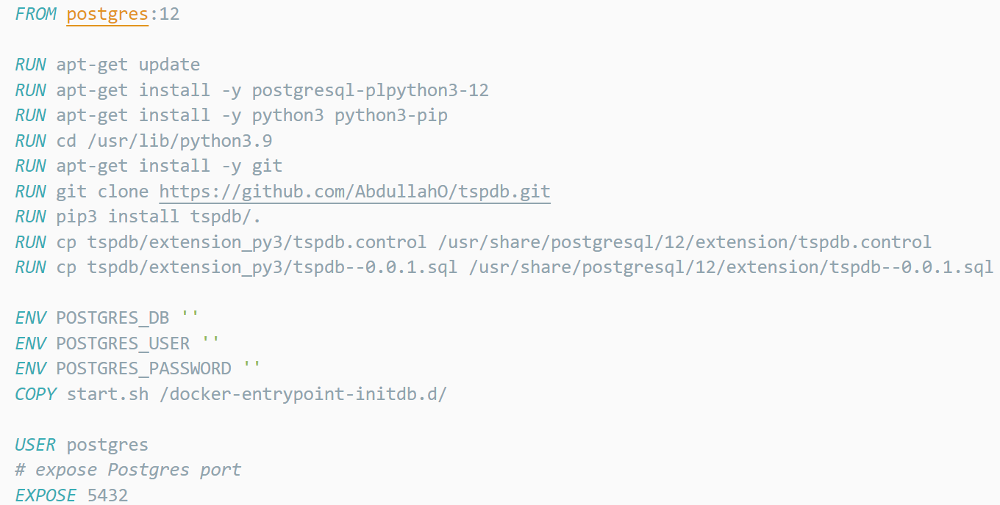 FROM postgres:12
RUN apt-get update
RUN apt-get install -y postgresql-plpython3-12
RUN apt-get install -y python3 python3-pip
RUN cd /usr/lib/python3.9
RUN apt-get install -y git
RUN git clone https://github.com/AbdullahO/tspdb.git
RUN pip3 install tspdb/.
RUN cp tspdb/extension_py3/tspdb.control /usr/share/postgresql/12/extension/tspdb.control
RUN cp tspdb/extension_py3/tspdb--0.0.1.sql /usr/share/postgresql/12/extension/tspdb--0.0.1.sql
ENV POSTGRES_DB ''
ENV POSTGRES_USER ''
ENV POSTGRES_PASSWORD ''
COPY start.sh /docker-entrypoint-initdb.d/
USER postgres
# expose Postgres port
EXPOSE 5432